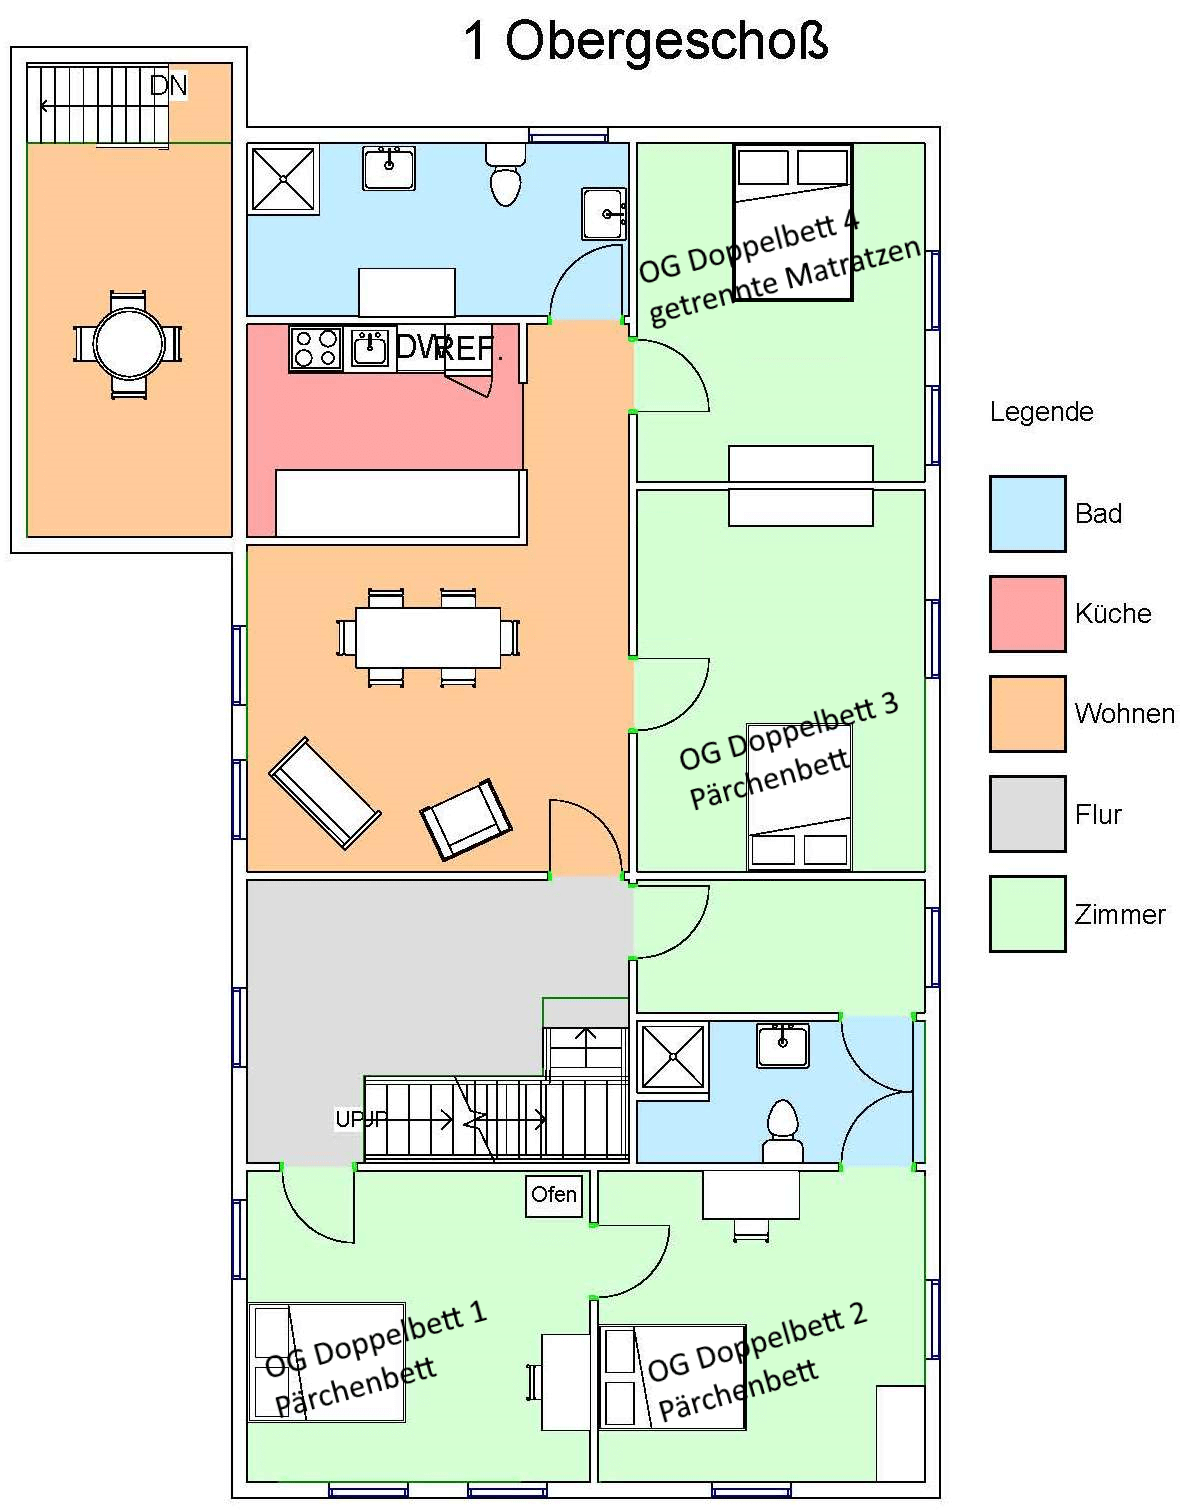 1 Obergeschoß
DN
OG Doppelbett 4
getrennte Matratzen
DW
REF.
Legende
Bad
Küche
Wohnen
Flur
Zimmer
OG Doppelbett 3
Pärchenbett
UP
Ofen
OG Doppelbett 1
Pärchenbett
OG Doppelbett 2
Pärchenbett